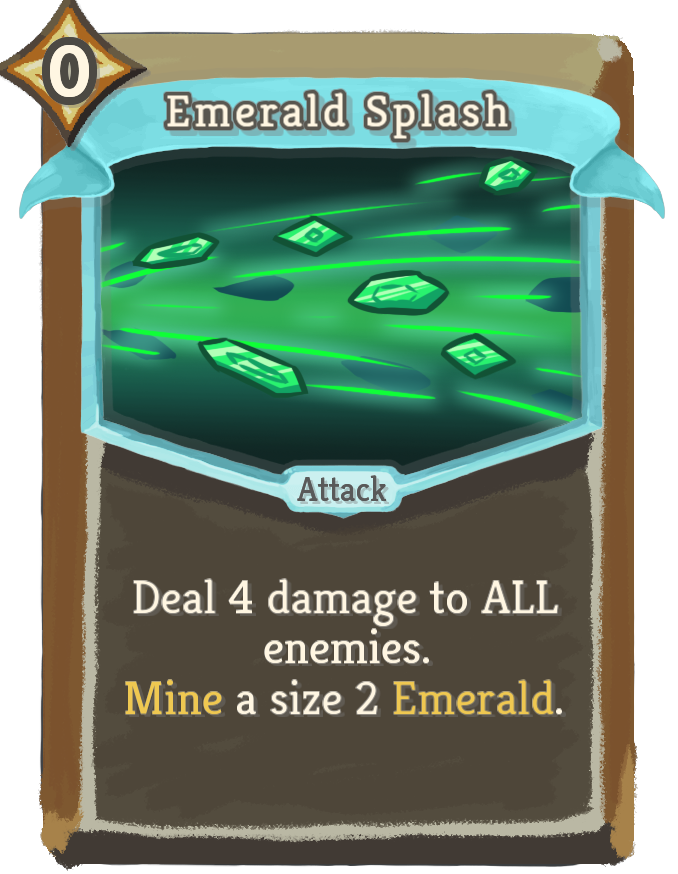 0
Emerald Splash
Attack
Deal 4 damage to ALL
enemies.
Mine a size 2 Emerald.